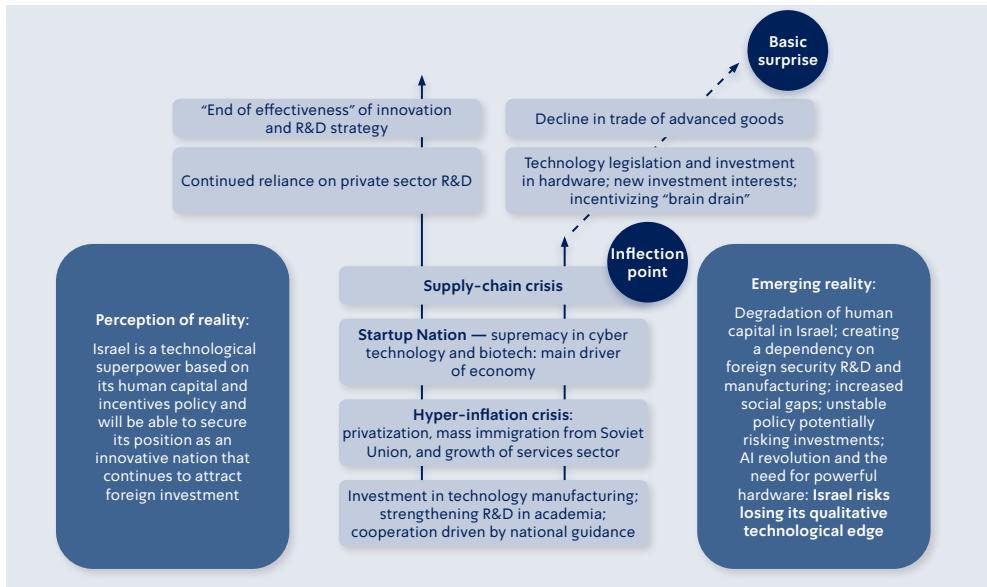 Basic
surprise
“End of effectiveness” of innovation
and R&D strategy
Decline in trade of advanced goods
Continued reliance on private sector R&D
Technology legislation and investment
in hardware; new investment interests;
incentivizing “brain drain”
Inflection
point
Supply-chain crisis
Startup Nation — supremacy in cyber
technology and biotech: main driver
of economy
Hyper-inflation crisis:
privatization, mass immigration from Soviet
Union, and growth of services sector
Investment in technology manufacturing;
strengthening R&D in academia;
cooperation driven by national guidance
Perception of reality:
Israel is a technological
superpower based on
its human capital and
incentives policy and
will be able to secure
its position as an
innovative nation that
continues to attract
foreign investment
Emerging reality:
Degradation of human
capital in Israel; creating
a dependency on
foreign security R&D and
manufacturing; increased
social gaps; unstable
policy potentially
risking investments;
AI revolution and the
need for powerful
hardware: Israel risks
losing its qualitative
technological edge